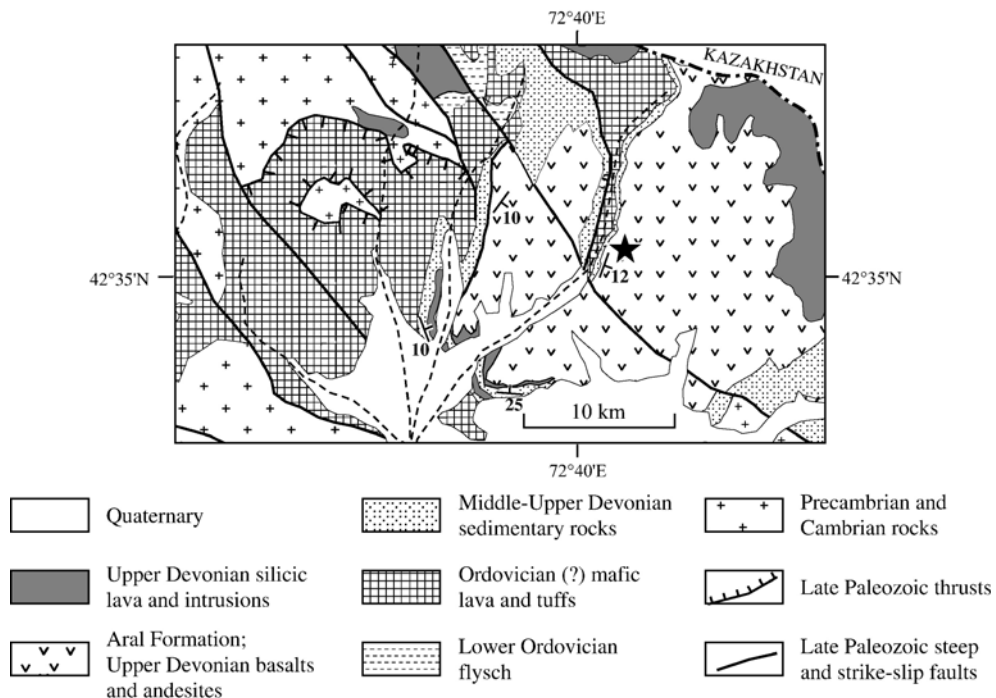 72°40'E
KAZAKHSTAN
10
42°35'N
42°35'N
12
10
25
10 km
72°40'E
Quaternary
Upper Devonian silicic
lava and intrusions
Aral Formation;
Upper Devonian basalts
and andesites
Middle-Upper Devonian
sedimentary rocks
Ordovician (?) mafic
lava and tuffs
Lower Ordovician
flysch
Precambrian and
Cambrian rocks
Late Paleozoic thrusts
Late Paleozoic steep
and strike-slip faults